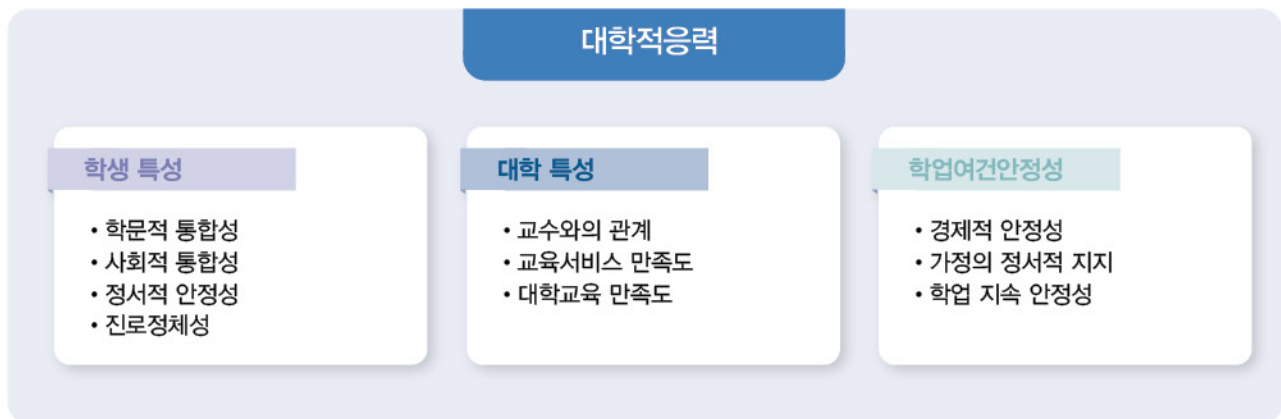 대학적응력
학생 특성
• 학문적 통합성
• 사회적 통합성
• 정서적 안정성
• 진로정체성
대학 특성
• 교수와의 관계
• 교육서비스 만족도
• 대학교육 만족도
학업여건안정성
• 경제적 안정성
• 가정의 정서적 지지
• 학업 지속 안정성